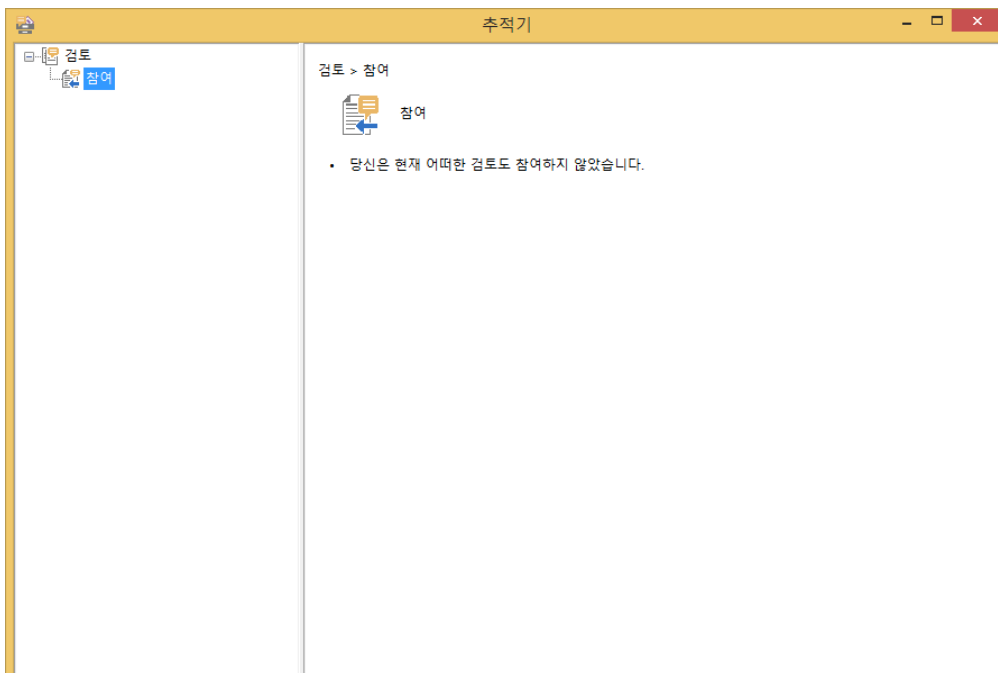 추적기
검토
참여
검토 > 참여
참여
• 당신은 현재 어떠한 검토도 참여하지 않았습니다.